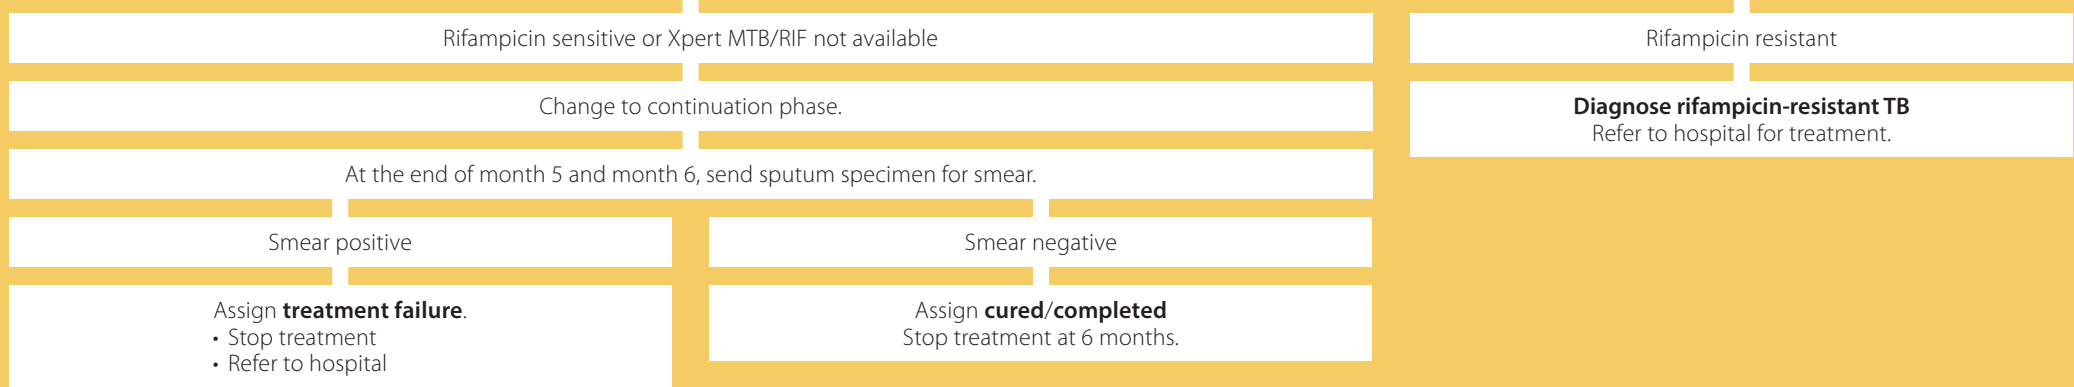 Rifampicin sensitive or Xpert MTB/RIF not available
Change to continuation phase.
At the end of month 5 and month 6, send sputum specimen for smear.
Smear positive
Assign treatment failure.
• Stop treatment
• Refer to hospital
Smear negative
Assign cured/completed
Stop treatment at 6 months.
Rifampicin resistant
Diagnose rifampicin-resistant TB
Refer to hospital for treatment.